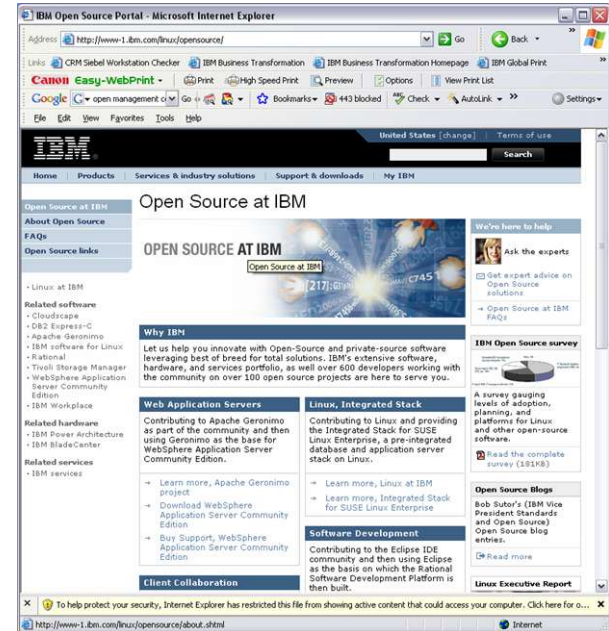 IBM Open Source Portal - Microsoft Internet Explorer
Address http://www-1.ibm.com/linux/opensource/ Go Back »
Links CRM Siebel Workstation Checker IBM Business Transformation IBM Business Transformation Homepage IBM Global Print »
Canon Easy-WebPrint Print High Speed Print Preview Options View Print List
Google G open management c Go Bookmarks 443 blocked Check AutoLink » Settings
File Edit View Favorites Tools Help
United States [change] | Terms of use
IBM
Search
Home | Products | Services & industry solutions | Support & downloads | My IBM
Open Source at IBM
About Open Source
FAQs
Open Source links
Linux at IBM
Related software
Cloudscape
DB2 Express-C
Apache Geronimo
IBM software for Linux
Rational
Tivoli Storage Manager
WebSphere Application
Server Community
Edition
IBM Workplace
Related hardware
IBM Power Architecture
IBM BladeCenter
Related services
IBM services
Open Source at IBM
OPEN SOURCE AT IBM
Open Source at IBM
[217]
C745
Why IBM
Let us help you innovate with Open-
Source and private-source software
leveraging best of breed for total solutions. IBM's extensive software,
hardware, and services portfolio, as well over 600 developers working with
the community on over 100 open source projects are here to serve you.
Web Application Servers
Contributing to Apache Geronimo
as part of the community and then
using Geronimo as the base for
WebSphere Application Server
Community Edition.
→ Learn more, Apache Geronimo
project
→ Download WebSphere
Application Server Community
Edition
→ Buy Support, WebSphere
Application Server Community
Edition
Client Collaboration
Linux, Integrated Stack
Contributing to Linux and providing
the Integrated Stack for SUSE
Linux Enterprise, a pre-integrated
database and application server
stack on Linux.
→ Learn more, Linux at IBM
→ Learn more, Integrated Stack
for SUSE Linux Enterprise
Software Development
Contributing to the Eclipse IDE
community and then using Eclipse
as the basis on which the Rational
Software Development Platform is
then built.
We're here to help
Ask the experts
Get expert advice on
Open Source
solutions
→ Open Source at IBM
FAQs
IBM Open Source survey
A survey gauging
levels of adoption,
planning, and
platforms for Linux
and other open-source
software.
Read the complete
survey (181KB)
Open Source Blogs
Bob Sutor's (IBM Vice
President Standards
and Open Source)
Open Source blog
entries.
Read more
Linux Executive Report
× To help protect your security, Internet Explorer has restricted this file from showing active content that could access your computer. Click here for o... ×
http://www-1.ibm.com/linux/opensource/about.shtml Internet